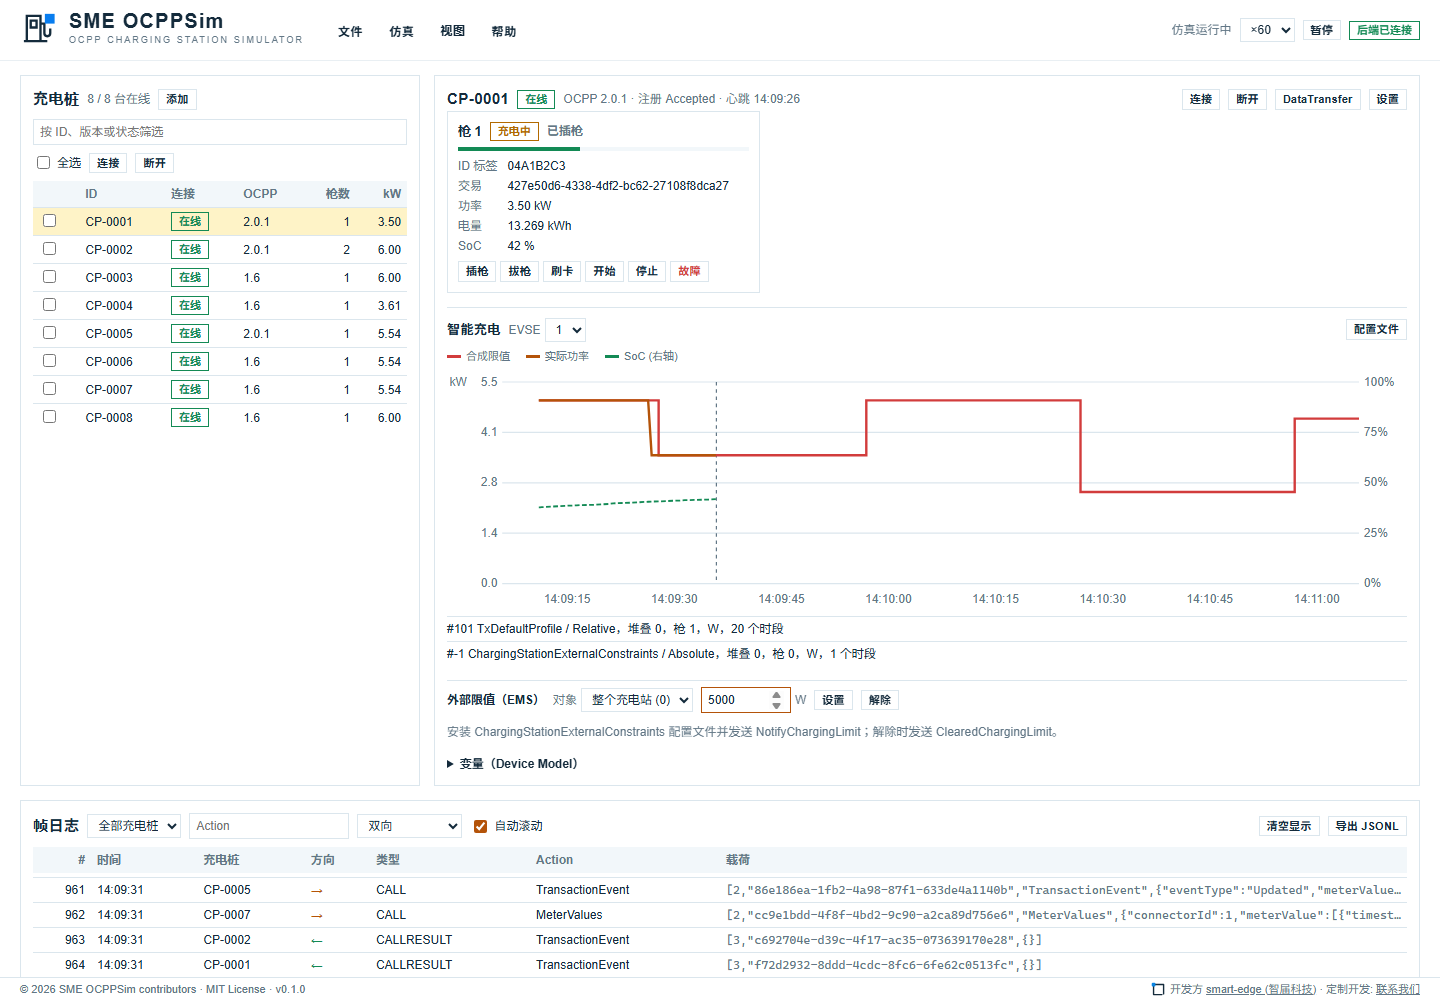 SME OCPPSim
OCPP CHARGING STATION SIMULATOR
文件 仿真 视图 帮助
仿真运行中 ×60 暂停 后端已连接
充电桩 8 / 8 台在线 添加
按 ID、版本或状态筛选
全选 连接 断开
ID 连接 OCPP 枪数 kW
CP-0001 在线 2.0.1 1 3.50
CP-0002 在线 2.0.1 2 6.00
CP-0003 在线 1.6 1 6.00
CP-0004 在线 1.6 1 3.61
CP-0005 在线 2.0.1 1 5.54
CP-0006 在线 1.6 1 5.54
CP-0007 在线 1.6 1 5.54
CP-0008 在线 1.6 1 6.00
CP-0001 在线 OCPP 2.0.1 · 注册 Accepted · 心跳 14:09:26
连接 断开 DataTransfer 设置
枪 1 充电中 已插枪
ID 标签 04A1B2C3
交易 427e50d6-4338-4df2-bc62-27108f8dca27
功率 3.50 kW
电量 13.269 kWh
SoC 42 %
插枪 拔枪 刷卡 开始 停止 故障
智能充电 EVSE 1 配置文件
合成限值 实际功率 SoC (右轴)
kW 5.5 100%
4.1 75%
2.8 50%
1.4 25%
0.0 0%
14:09:15 14:09:30 14:09:45 14:10:00 14:10:15 14:10:30 14:10:45 14:11:00
#101 TxDefaultProfile / Relative，堆叠 0，枪 1，W，20 个时段
#-1 ChargingStationExternalConstraints / Absolute，堆叠 0，枪 0，W，1 个时段
外部限值（EMS） 对象 整个充电站 (0) 5000 W 设置 解除
安装 ChargingStationExternalConstraints 配置文件并发送 NotifyChargingLimit；解除时发送 ClearedChargingLimit。
变量（Device Model）
帧日志 全部充电桩 Action 双向 自动滚动 清空显示 导出 JSONL
# 时间 充电桩 方向 类型 Action 载荷
961 14:09:31 CP-0005 → CALL TransactionEvent [2,"86e186ea-1fb2-4a98-87f1-633de4a1140b","TransactionEvent",{"eventType":"Updated","meterValue…
962 14:09:31 CP-0007 → CALL MeterValues [2,"cc9e1bdd-4f8f-4bd2-9c90-a2ca89d756e6","MeterValues",{"connectorId":1,"meterValue":[{"timest…
963 14:09:31 CP-0002 ← CALLRESULT TransactionEvent [3,"c692704e-d39c-4f17-ac35-073639170e28",{}]
964 14:09:31 CP-0001 ← CALLRESULT TransactionEvent [3,"f72d2932-8ddd-4cdc-8fc6-6fe62c0513fc",{}]
© 2026 SME OCPPSim contributors · MIT License · v0.1.0
开发方 smart-edge (智届科技) · 定制开发: 联系我们